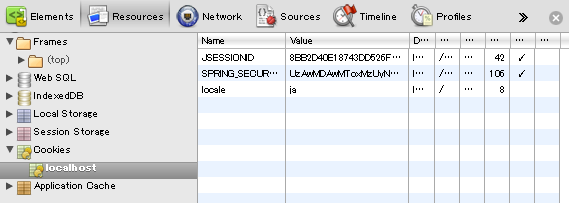 Elements Resources Network Sources Timeline Profiles
Frames
(top)
Web SQL
IndexedDB
Local Storage
Session Storage
Cookies
localhost
Application Cache
Name Value D… … … … … … …
JSESSIONID 8BB2D40E18743DD526F… l… /… … 42 ✓
SPRING_SECUR… UzAwMDAwMToxMzUyN… l… /… … 106 ✓
locale ja l… / … 8